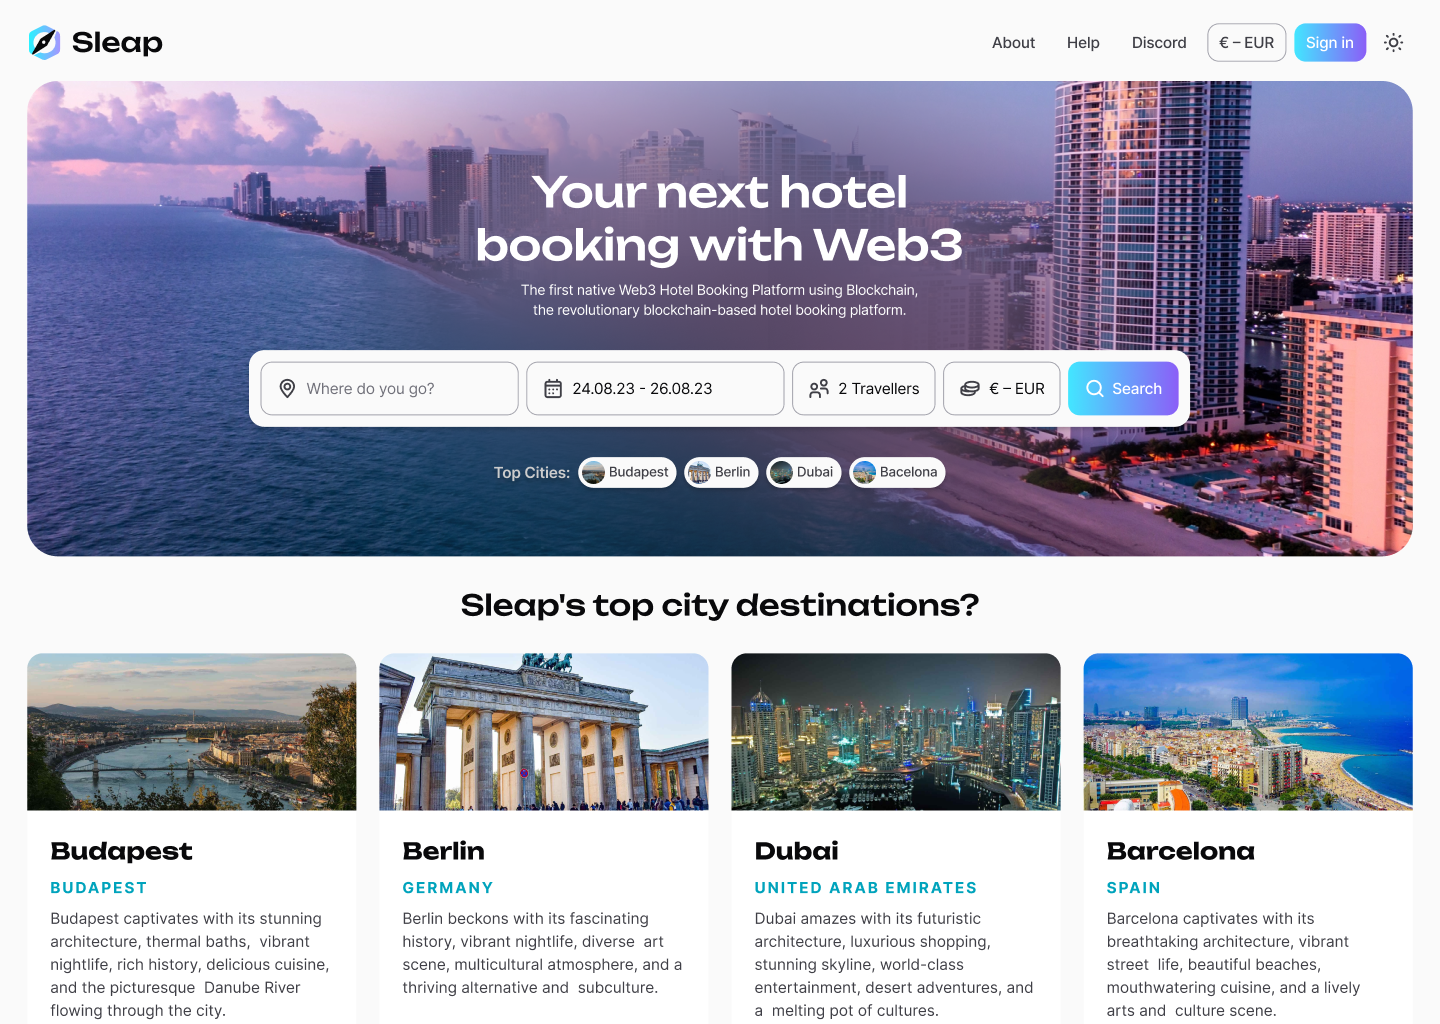 Sleap
About
Help
Discord
€ – EUR
Sign in
Your next hotel
booking with Web3
The first native Web3 Hotel Booking Platform using Blockchain,
the revolutionary blockchain-based hotel booking platform.
Where do you go?
24.08.23 - 26.08.23
2 Travellers
€ – EUR
Search
Top Cities:
Budapest
Berlin
Dubai
Bacelona
Sleap's top city destinations?
Budapest
BUDAPEST
Budapest captivates with its stunning
architecture, thermal baths,  vibrant
nightlife, rich history, delicious cuisine,
and the picturesque  Danube River
flowing through the city.
Berlin
GERMANY
Berlin beckons with its fascinating
history, vibrant nightlife, diverse  art
scene, multicultural atmosphere, and a
thriving alternative and  subculture.
Dubai
UNITED ARAB EMIRATES
Dubai amazes with its futuristic
architecture, luxurious shopping,
stunning skyline, world-class
entertainment, desert adventures, and
a  melting pot of cultures.
Barcelona
SPAIN
Barcelona captivates with its
breathtaking architecture, vibrant
street  life, beautiful beaches,
mouthwatering cuisine, and a lively
arts and  culture scene.